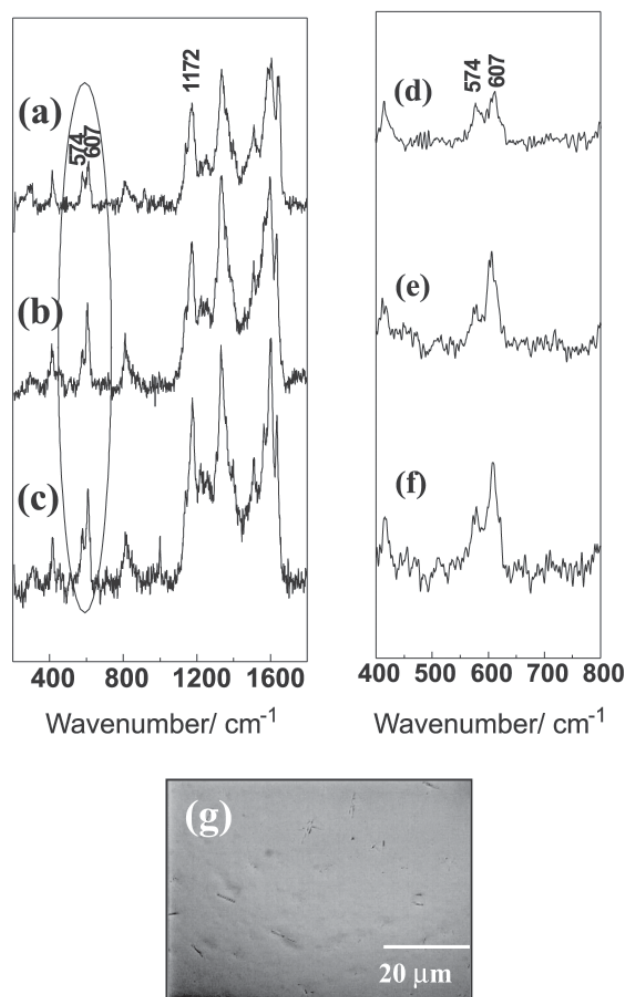 (a)
574
607
1172
(b)
(c)
400 800 1200 1600
Wavenumber/ cm-1
(d)
574
607
(e)
(f)
400 500 600 700 800
Wavenumber/ cm-1
(g)
20 μm